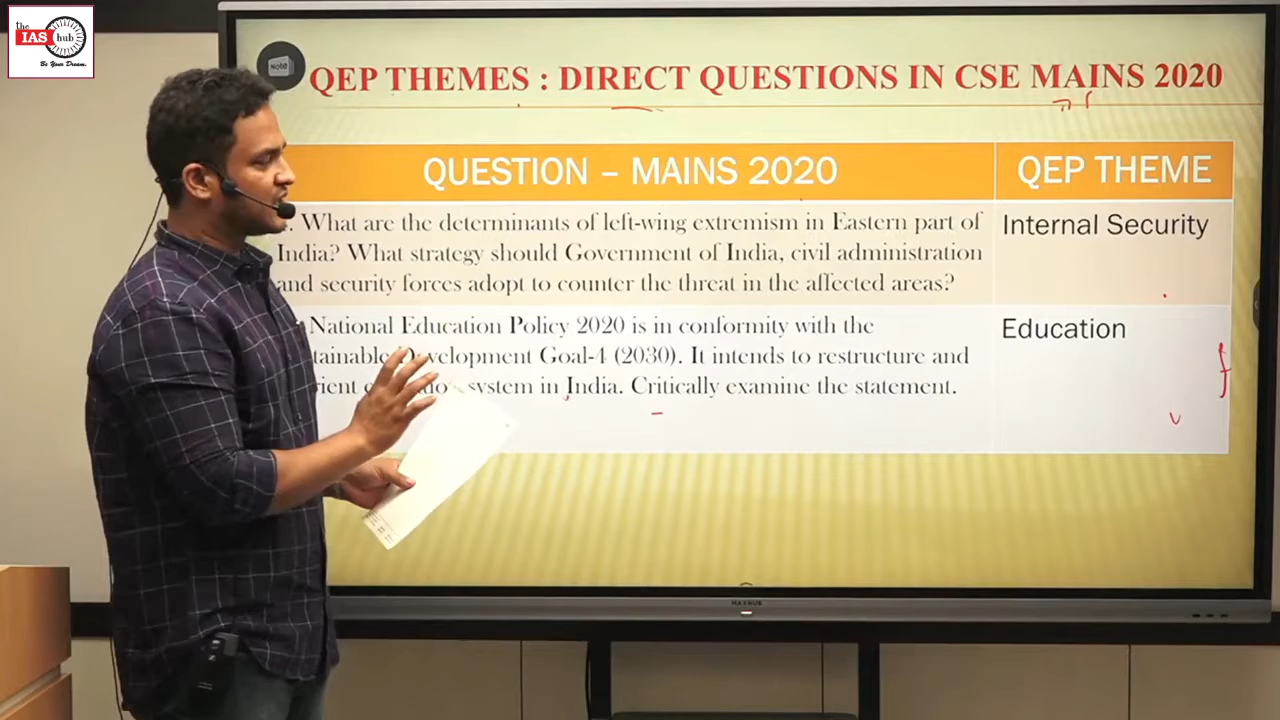 the
IAS hub
Be Your Dream.
Note
QEP THEMES : DIRECT QUESTIONS IN CSE MAINS 2020
QUESTION – MAINS 2020
QEP THEME
. What are the determinants of left-wing extremism in Eastern part of
India? What strategy should Government of India, civil administration
and security forces adopt to counter the threat in the affected areas?
Internal Security
National Education Policy 2020 is in conformity with the
Development Goal-4 (2030). It intends to restructure and
system in India. Critically examine the statement.
Education
MAXHUB